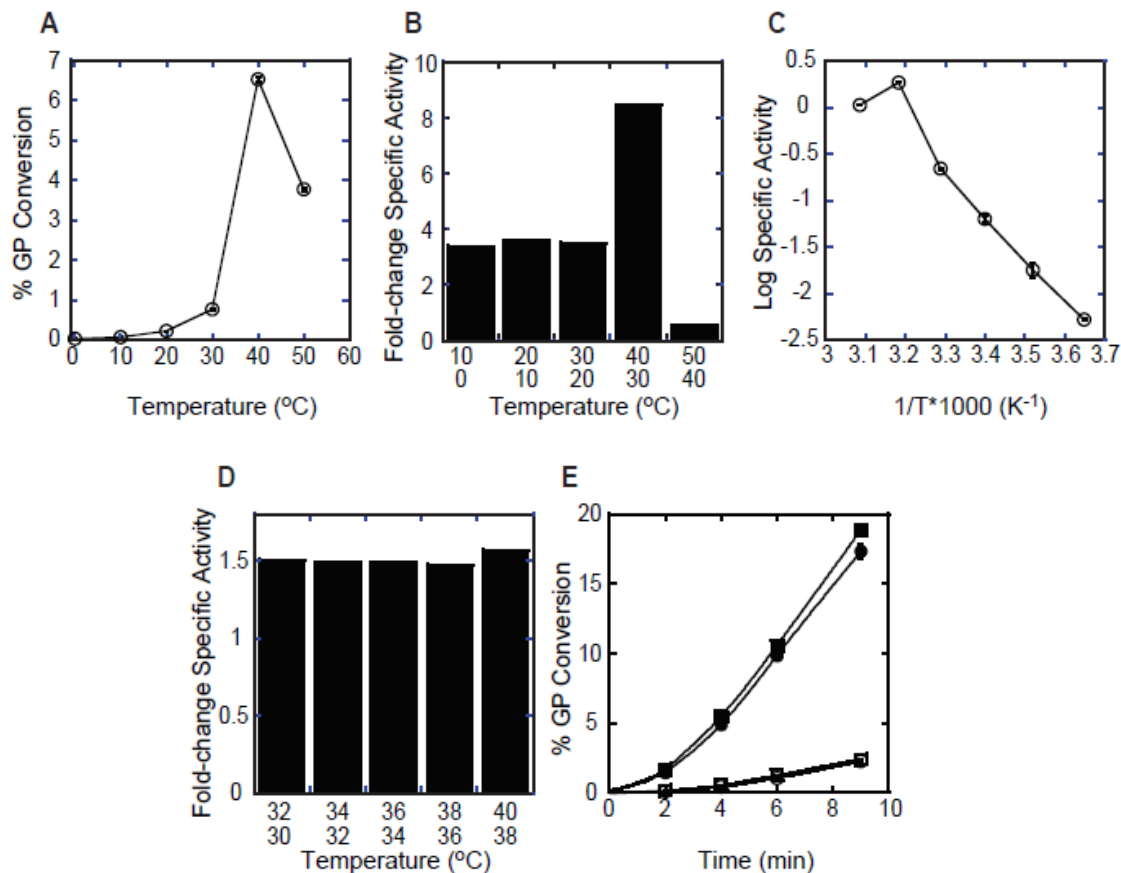 A
% GP Conversion
7
6
5
4
3
2
1
0
0 10 20 30 40 50 60
Temperature (ºC)
B
Fold-change Specific Activity
10
8
6
4
2
0
10 20 30 40 50
0 10 20 30 40
Temperature (ºC)
C
Log Specific Activity
0.5
0
-0.5
-1
-1.5
-2
-2.5
3 3.1 3.2 3.3 3.4 3.5 3.6 3.7
1/T*1000 (K-1)
D
Fold-change Specific Activity
1.5
1
0.5
0
32 34 36 38 40
30 32 34 36 38
Temperature (ºC)
E
% GP Conversion
20
15
10
5
0
0 2 4 6 8 10
Time (min)